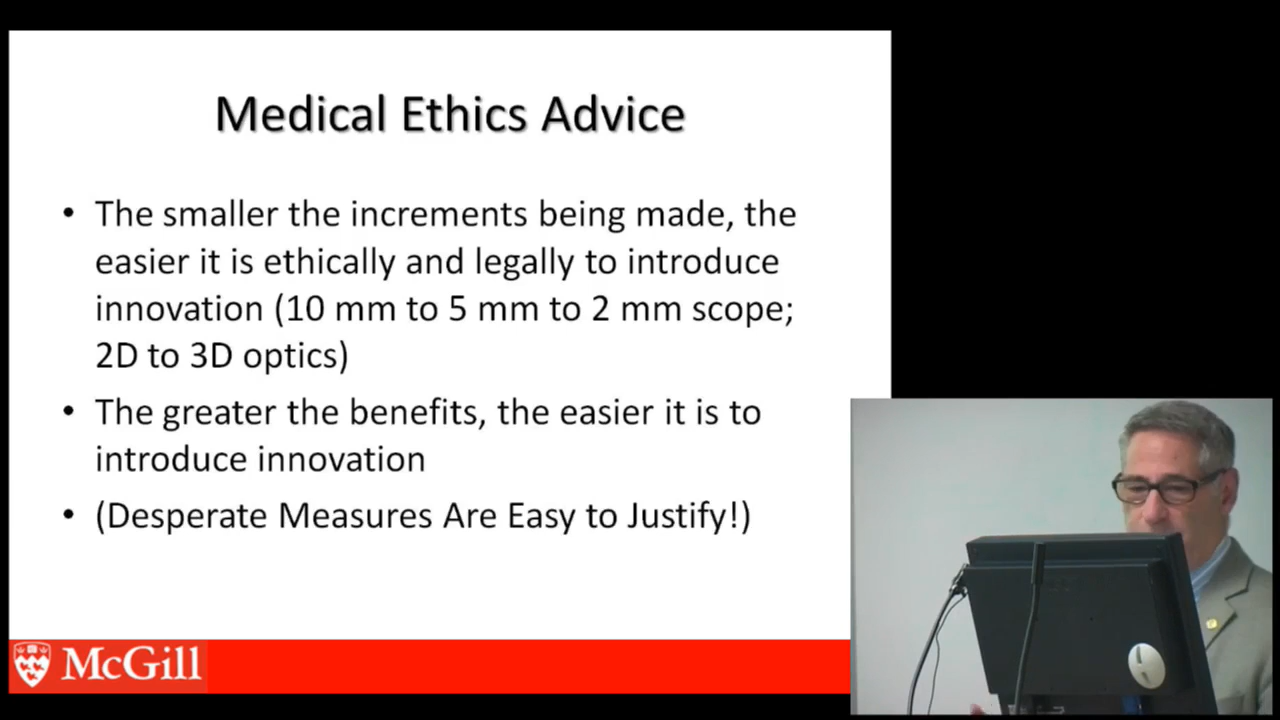 Medical Ethics Advice
• The smaller the increments being made, the
easier it is ethically and legally to introduce
innovation (10 mm to 5 mm to 2 mm scope;
2D to 3D optics)
• The greater the benefits, the easier it is to
introduce innovation
• (Desperate Measures Are Easy to Justify!)
McGill